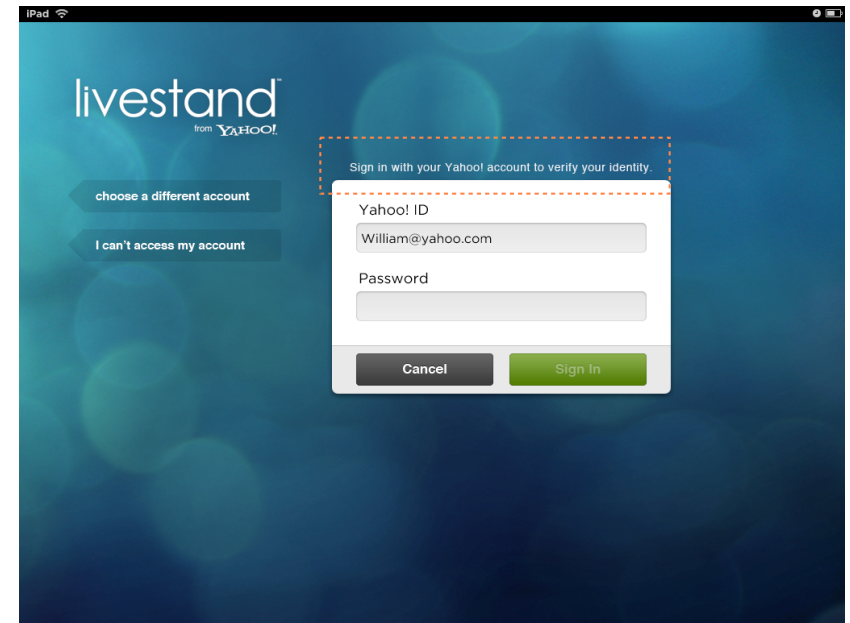 iPad
livestand™
from YAHOO!
Sign in with your Yahoo! account to verify your identity.
choose a different account
I can't access my account
Yahoo! ID
William@yahoo.com
Password
Cancel
Sign In